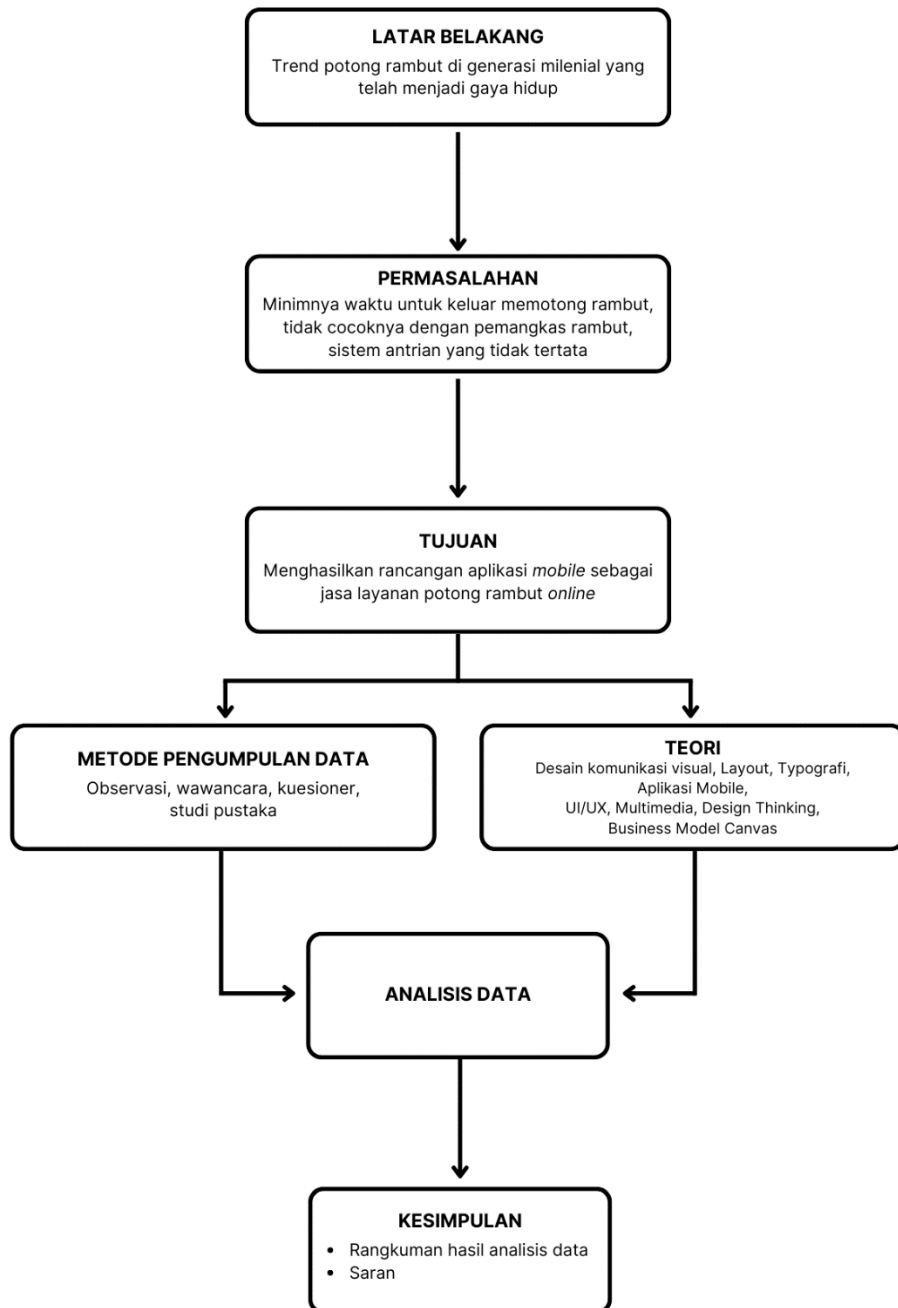 LATAR BELAKANG
Trend potong rambut di generasi milenial yang
telah menjadi gaya hidup
PERMASALAHAN
Minimnya waktu untuk keluar memotong rambut,
tidak cocoknya dengan pemangkas rambut,
sistem antrian yang tidak tertata
TUJUAN
Menghasilkan rancangan aplikasi mobile sebagai
jasa layanan potong rambut online
METODE PENGUMPULAN DATA
Observasi, wawancara, kuesioner,
studi pustaka
TEORI
Desain komunikasi visual, Layout, Typografi,
Aplikasi Mobile,
UI/UX, Multimedia, Design Thinking,
Business Model Canvas
ANALISIS DATA
KESIMPULAN
• Rangkuman hasil analisis data
• Saran